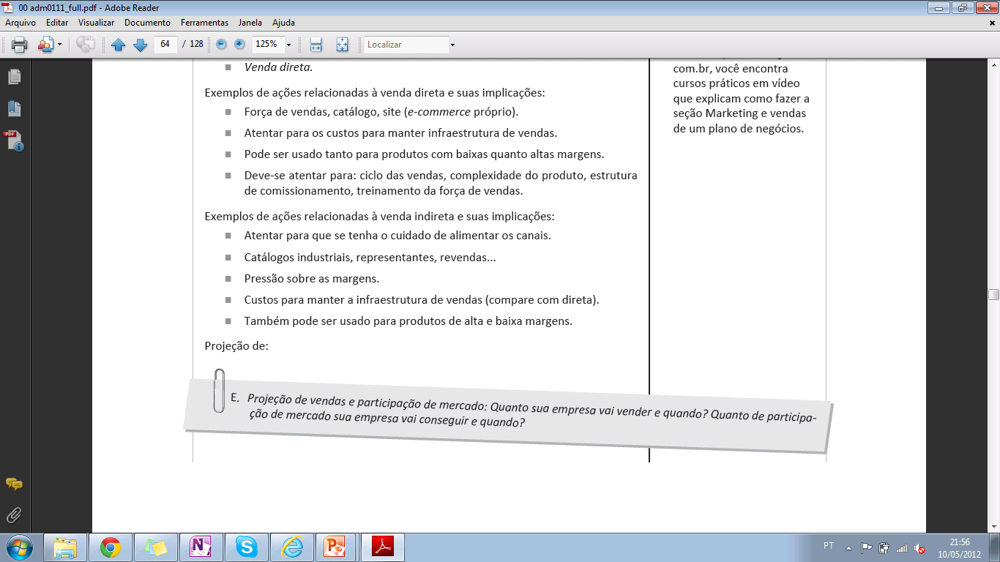 00 adm0111_full.pdf - Adobe Reader
Arquivo Editar Visualizar Documento Ferramentas Janela Ajuda
64 / 128 125% Localizar
Venda direta.
Exemplos de ações relacionadas à venda direta e suas implicações:
Força de vendas, catálogo, site (e-commerce próprio).
Atentar para os custos para manter infraestrutura de vendas.
Pode ser usado tanto para produtos com baixas quanto altas margens.
Deve-se atentar para: ciclo das vendas, complexidade do produto, estrutura
de comissionamento, treinamento da força de vendas.
Exemplos de ações relacionadas à venda indireta e suas implicações:
Atentar para que se tenha o cuidado de alimentar os canais.
Catálogos industriais, representantes, revendas...
Pressão sobre as margens.
Custos para manter a infraestrutura de vendas (compare com direta).
Também pode ser usado para produtos de alta e baixa margens.
Projeção de:
E. Projeção de vendas e participação de mercado: Quanto sua empresa vai vender e quando? Quanto de participa-
ção de mercado sua empresa vai conseguir e quando?
com.br, você encontra
cursos práticos em vídeo
que explicam como fazer a
seção Marketing e vendas
de um plano de negócios.
PT
21:56
10/05/2012